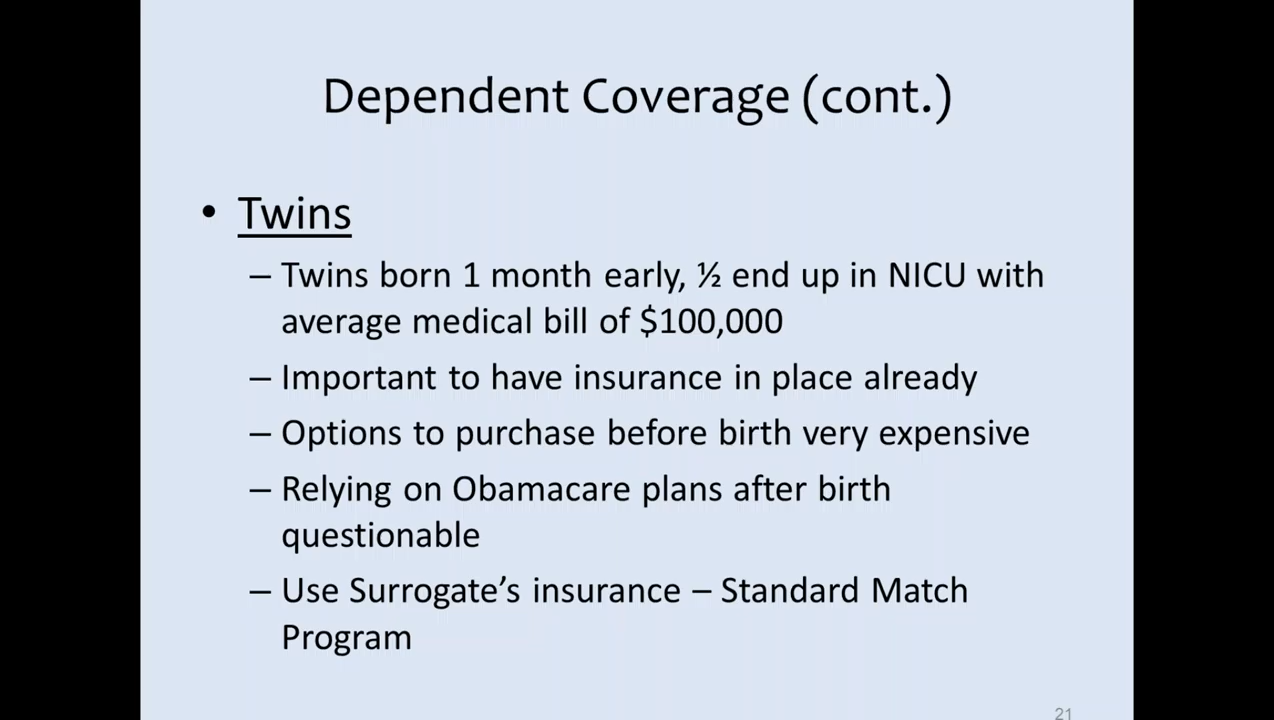 Dependent Coverage (cont.)
• Twins
– Twins born 1 month early, ½ end up in NICU with
average medical bill of $100,000
– Important to have insurance in place already
– Options to purchase before birth very expensive
– Relying on Obamacare plans after birth
questionable
– Use Surrogate’s insurance – Standard Match
Program
21